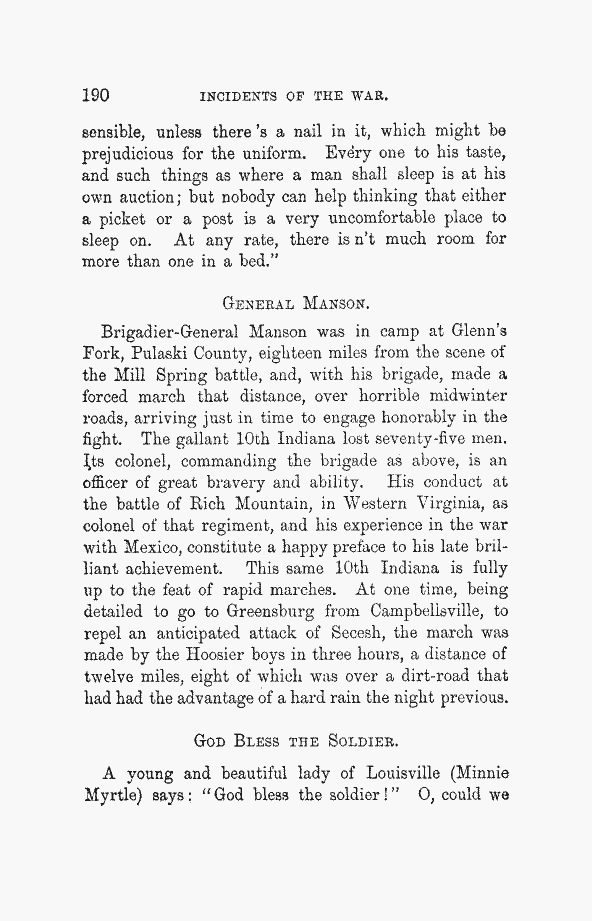 190 INCIDENTS OF THE WAR.
sensible, unless there's a nail in it, which might be
prejudicious for the uniform. Every one to his taste,
and such things as where a man shall sleep is at his
own auction; but nobody can help thinking that either
a picket or a post is a very uncomfortable place to
sleep on. At any rate, there is n't much room for
more than one in a bed."
GENERAL MANSON.
Brigadier-General Manson was in camp at Glenn's
Fork, Pulaski County, eighteen miles from the scene of
the Mill Spring battle, and, with his brigade, made a
forced march that distance, over horrible midwinter
roads, arriving just in time to engage honorably in the
fight. The gallant 10th Indiana lost seventy-five men.
Its colonel, commanding the brigade as above, is an
officer of great bravery and ability. His conduct at
the battle of Rich Mountain, in Western Virginia, as
colonel of that regiment, and his experience in the war
with Mexico, constitute a happy preface to his late bril-
liant achievement. This same 10th Indiana is fully
up to the feat of rapid marches. At one time, being
detailed to go to Greensburg from Campbellsville, to
repel an anticipated attack of Secesh, the march was
made by the Hoosier boys in three hours, a distance of
twelve miles, eight of which was over a dirt-road that
had had the advantage of a hard rain the night previous.
GOD BLESS THE SOLDIER.
A young and beautiful lady of Louisville (Minnie
Myrtle) says: "God bless the soldier!" O, could we